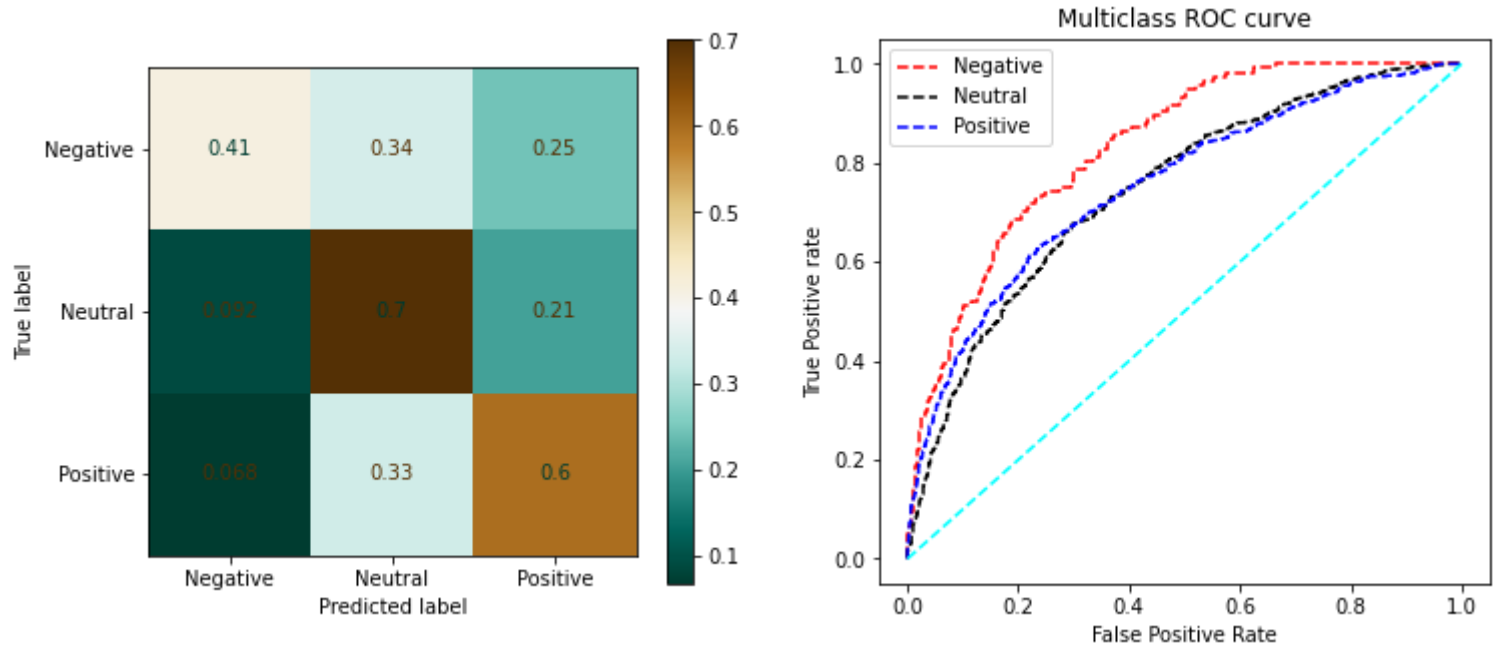 Negative
Neutral
Positive
True label
0.41 0.34 0.25
0.092 0.7 0.21
0.068 0.33 0.6
Negative Neutral Positive
Predicted label
0.7
0.6
0.5
0.4
0.3
0.2
0.1
Multiclass ROC curve
Negative
Neutral
Positive
True Positive rate
1.0
0.8
0.6
0.4
0.2
0.0
0.0 0.2 0.4 0.6 0.8 1.0
False Positive Rate